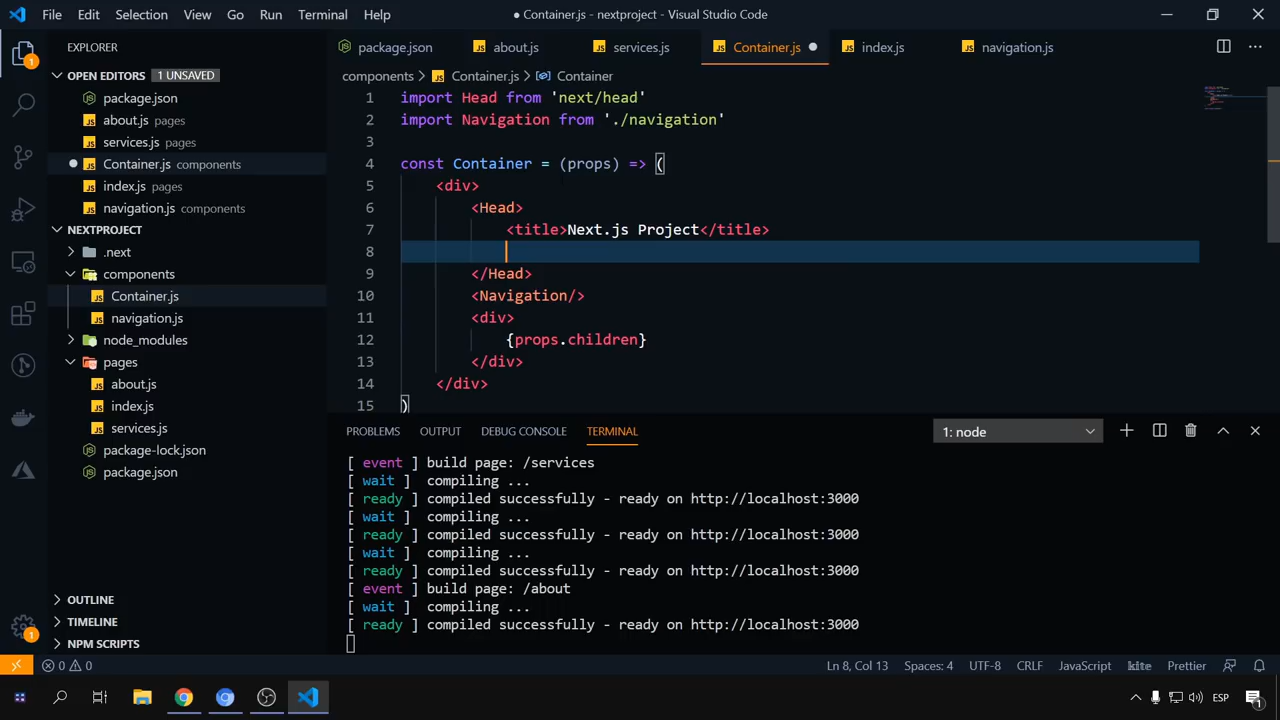 File Edit Selection View Go Run Terminal Help
● Container.js - nextproject - Visual Studio Code
EXPLORER
OPEN EDITORS 1 UNSAVED
package.json
about.js pages
services.js pages
Container.js components
index.js pages
navigation.js components
NEXTPROJECT
.next
components
Container.js
navigation.js
node_modules
pages
about.js
index.js
services.js
package-lock.json
package.json
OUTLINE
TIMELINE
NPM SCRIPTS
1
1
package.json about.js services.js Container.js index.js navigation.js
components > Container.js > Container
1 import Head from 'next/head'
2 import Navigation from './navigation'
3
4 const Container = (props) => (
5 <div>
6 <Head>
7 <title>Next.js Project</title>
8
9 </Head>
10 <Navigation/>
11 <div>
12 {props.children}
13 </div>
14 </div>
15 )
PROBLEMS OUTPUT DEBUG CONSOLE TERMINAL 1: node
[ event ] build page: /services
[ wait ] compiling ...
[ ready ] compiled successfully - ready on http://localhost:3000
[ wait ] compiling ...
[ ready ] compiled successfully - ready on http://localhost:3000
[ wait ] compiling ...
[ ready ] compiled successfully - ready on http://localhost:3000
[ event ] build page: /about
[ wait ] compiling ...
[ ready ] compiled successfully - ready on http://localhost:3000
0 0 Ln 8, Col 13 Spaces: 4 UTF-8 CRLF JavaScript kite Prettier
ESP 1